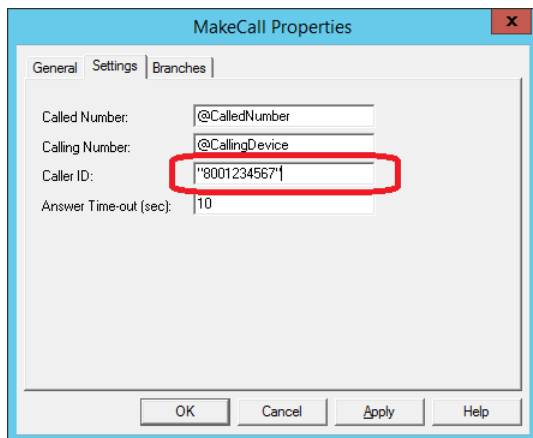 MakeCall Properties
x
General Settings Branches
Called Number: @CalledNumber
Calling Number: @CallingDevice
Caller ID: "8001234567"
Answer Time-out (sec): 10
OK Cancel Apply Help